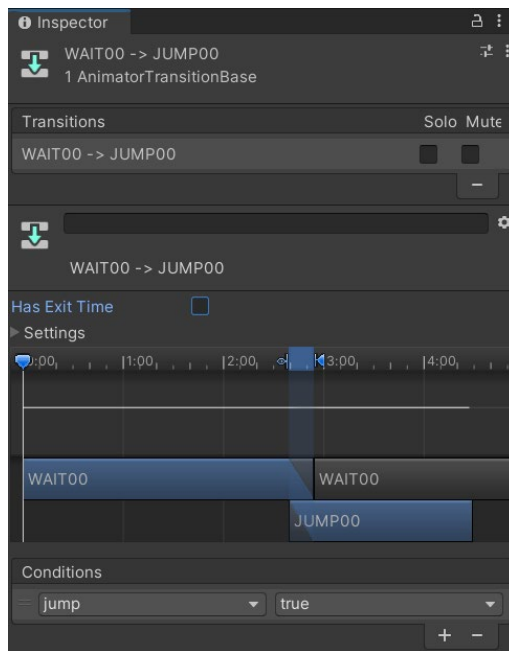 Inspector
WAIT00 -> JUMP00
1 AnimatorTransitionBase
Transitions Solo Mute
WAIT00 -> JUMP00
WAIT00 -> JUMP00
Has Exit Time
Settings
0:00 1:00 2:00 3:00 4:00
WAIT00 WAIT00
JUMP00
Conditions
jump true